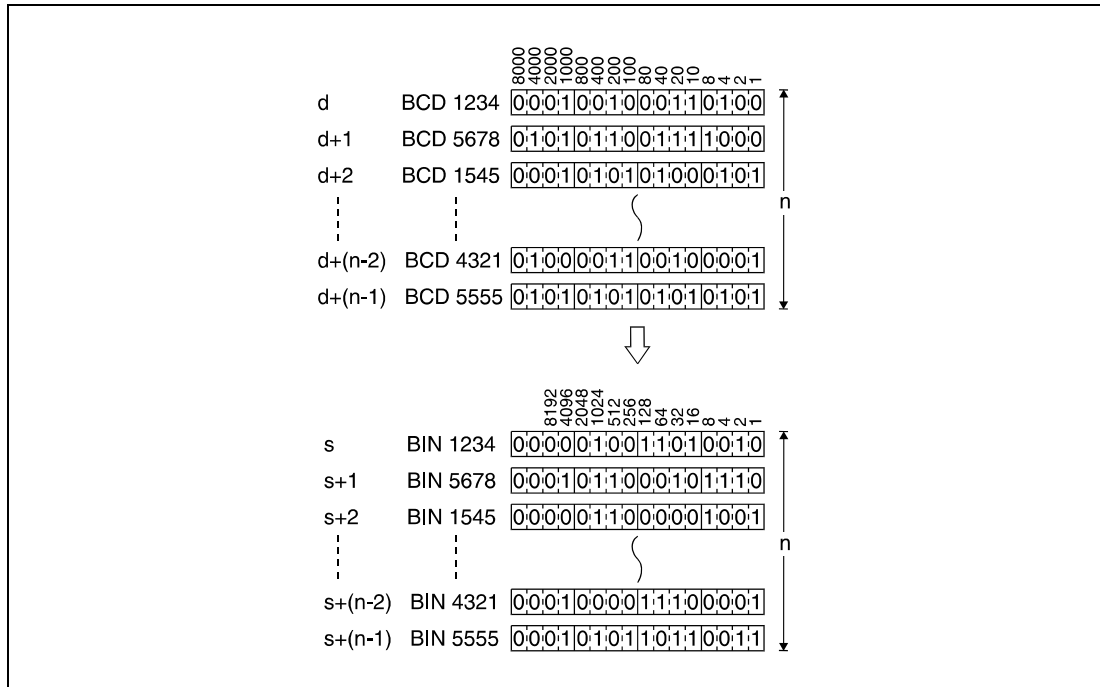 8000 4000 2000 1000 800 400 200 100 80 40 20 10 8 4 2 1
d BCD 1234 0001001000110100
d+1 BCD 5678 0101011001111000
d+2 BCD 1545 0001010101000101
n
d+(n-2) BCD 4321 0100001100100001
d+(n-1) BCD 5555 0101010101010101
8192 4096 2048 1024 512 256 128 64 32 16 8 4 2 1
s BIN 1234 0000010011010010
s+1 BIN 5678 0001011000101110
s+2 BIN 1545 0000011000001001
n
s+(n-2) BIN 4321 0001000011100001
s+(n-1) BIN 5555 0001010110110011